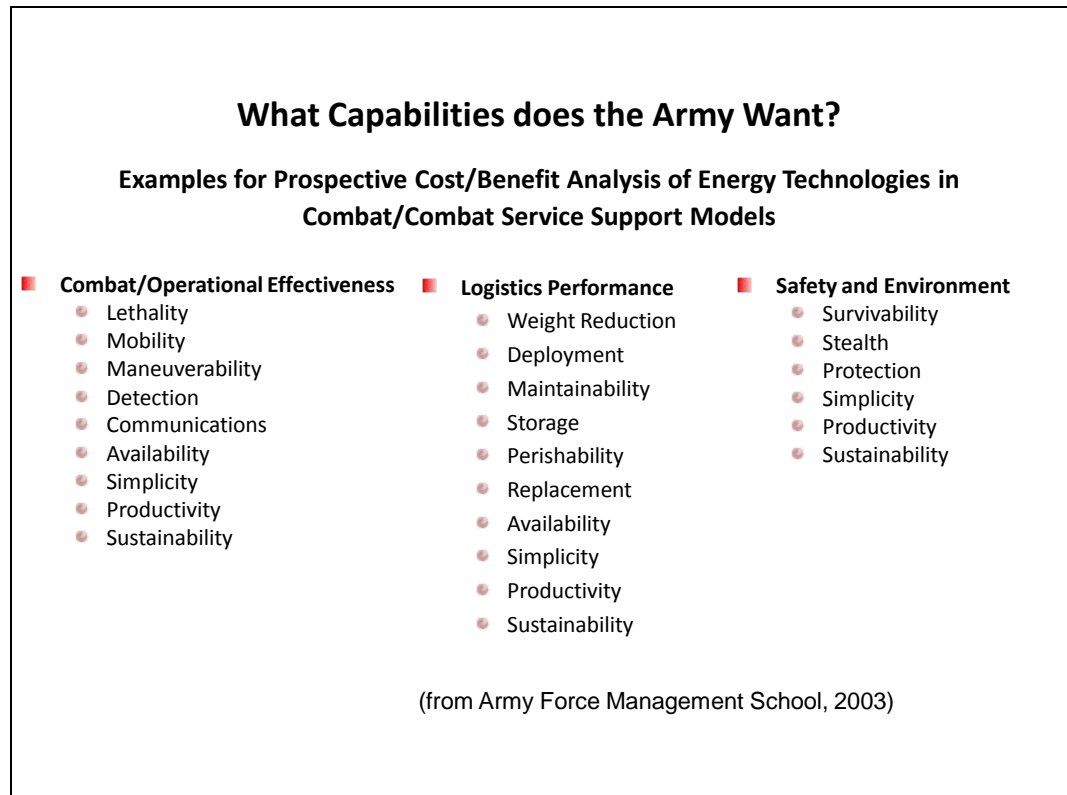 What Capabilities does the Army Want?
Examples for Prospective Cost/Benefit Analysis of Energy Technologies in
Combat/Combat Service Support Models
Combat/Operational Effectiveness
Lethality
Mobility
Maneuverability
Detection
Communications
Availability
Simplicity
Productivity
Sustainability
Logistics Performance
Weight Reduction
Deployment
Maintainability
Storage
Perishability
Replacement
Availability
Simplicity
Productivity
Sustainability
Safety and Environment
Survivability
Stealth
Protection
Simplicity
Productivity
Sustainability
(from Army Force Management School, 2003)